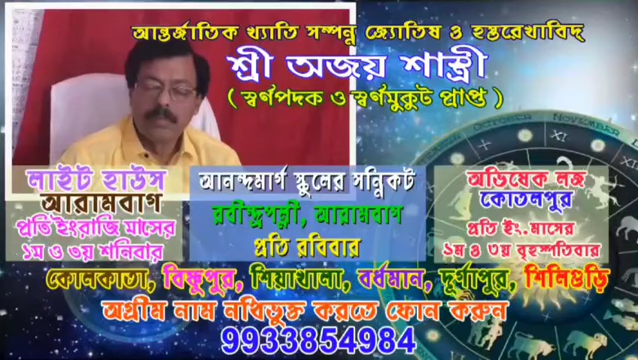 আন্তর্জাতিক খ্যাতি সম্পন্ন জ্যোতিষ ও হস্তরেখাবিদ্
শ্রী অজয় শাস্ত্রী
( স্বর্ণপদক ও স্বর্ণমুকুট প্রাপ্ত )
লাইট হাউস
আরামবাগ
প্রতি ইংরাজি মাসের
১ম ও ৩য় শনিবার
আনন্দমার্গ স্কুলের সন্নিকট
রবীন্দ্রপল্লী, আরামবাগ
প্রতি রবিবার
অভিষেক লজ
কোতলপুর
প্রতি ইং.মাসের
১ম ও ৩য় বৃহস্পতিবার
কোলকাতা, বিষ্ণুপুর, শিয়াখালা, বর্ধমান, দূর্গাপুর, শিলিগুড়ি
অগ্রীম নাম নথিভুক্ত করতে ফোন করুন
9933854984